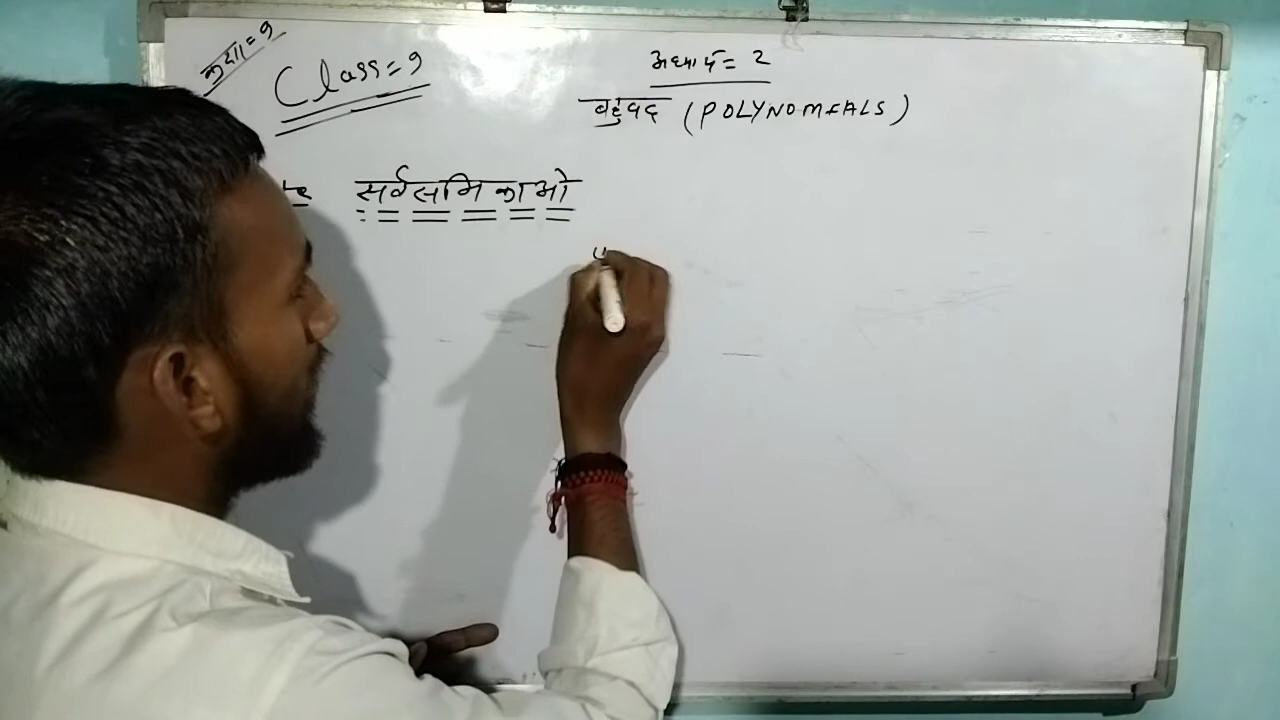 कक्षा = 9
Class = 9
अध्याय = 2
बहुपद (POLYNOMIALS)
सर्वसमिकाओ